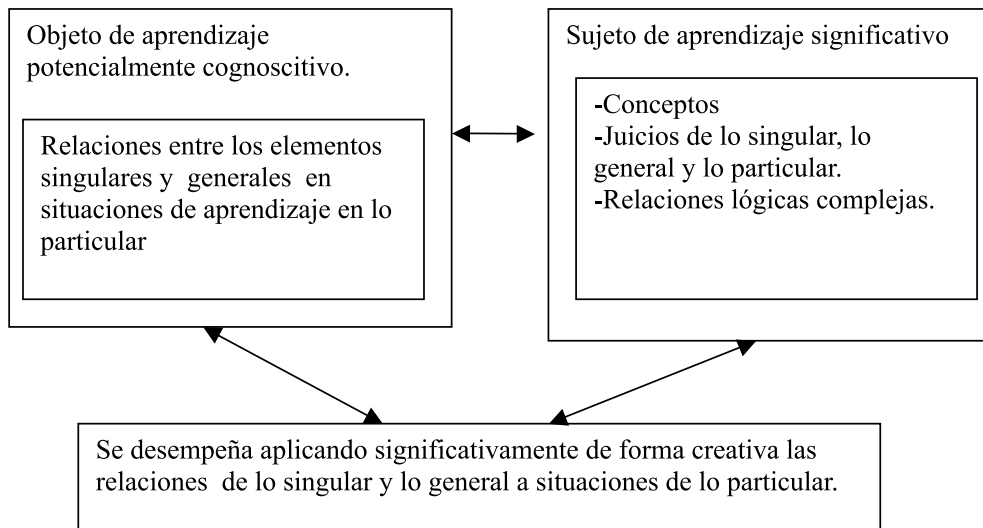 Objeto de aprendizaje
potencialmente cognoscitivo.
Relaciones entre los elementos
singulares y generales en
situaciones de aprendizaje en lo
particular
Sujeto de aprendizaje significativo
-Conceptos
-Juicios de lo singular, lo
general y lo particular.
-Relaciones lógicas complejas.
Se desempeña aplicando significativamente de forma creativa las
relaciones de lo singular y lo general a situaciones de lo particular.